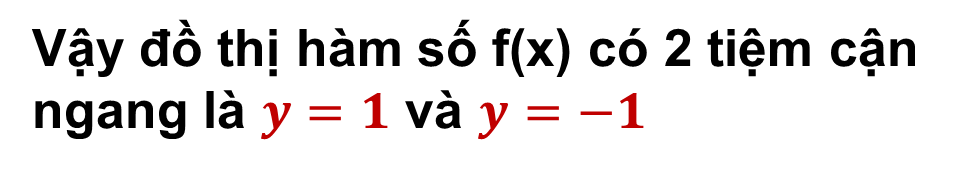 Vậy đồ thị hàm số f(x) có 2 tiệm cận
ngang là y = 1 và y = −1